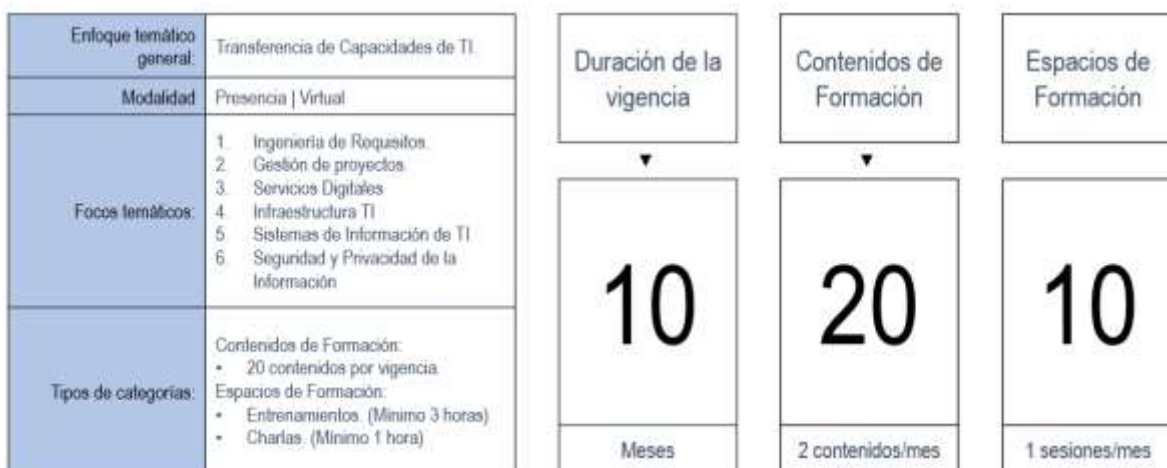 Enfoque temático
general:
Transferencia de Capacidades de TI.
Modalidad
Presencia | Virtual
Focos temáticos:
1. Ingeniería de Requisitos.
2. Gestión de proyectos.
3. Servicios Digitales
4. Infraestructura TI
5. Sistemas de Información de TI
6. Seguridad y Privacidad de la
Información
Tipos de categorías:
Contenidos de Formación:
• 20 contenidos por vigencia.
Espacios de Formación:
• Entrenamientos. (Minimo 3 horas)
• Charlas. (Mínimo 1 hora)
Duración de la
vigencia
10
Meses
Contenidos de
Formación
20
2 contenidos/mes
Espacios de
Formación
10
1 sesiones/mes